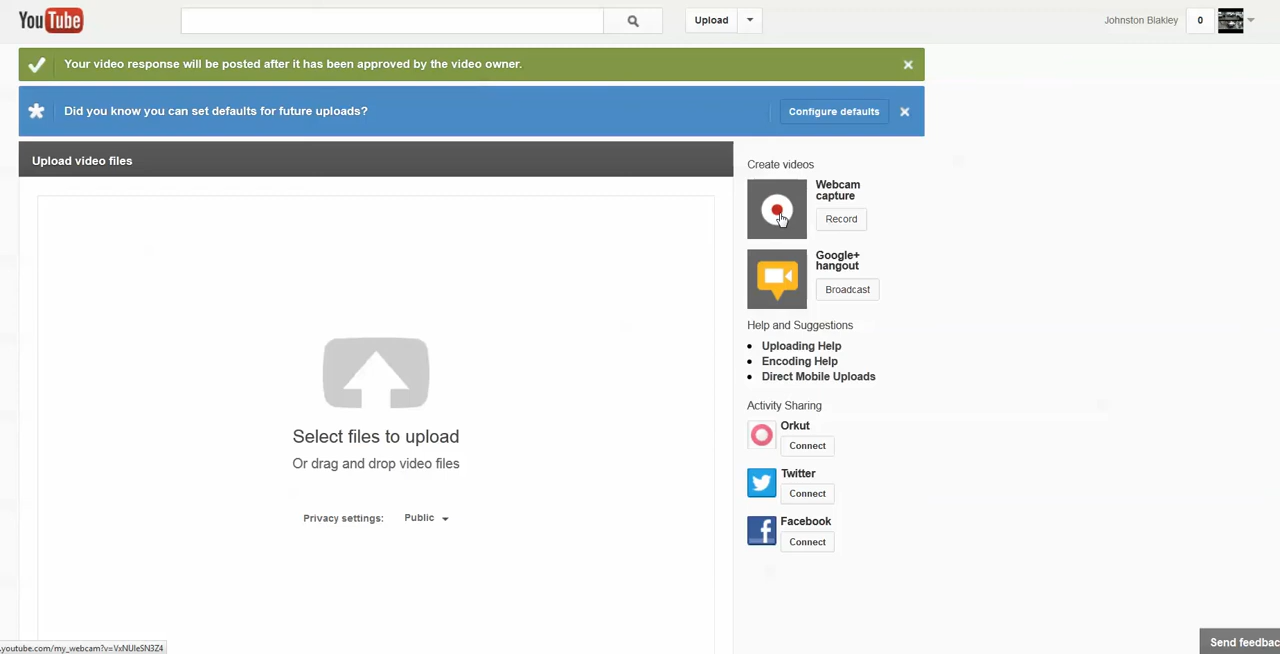 YouTube
Upload
Johnston Blakley
0
Your video response will be posted after it has been approved by the video owner.
Did you know you can set defaults for future uploads?
Configure defaults
Upload video files
Create videos
Webcam
capture
Record
Google+
hangout
Broadcast
Help and Suggestions
Uploading Help
Encoding Help
Direct Mobile Uploads
Activity Sharing
Orkut
Connect
Twitter
Connect
Facebook
Connect
Select files to upload
Or drag and drop video files
Privacy settings: Public
.youtube.com/my_webcam?v=VxNUIeSN3Z4
Send feedbac